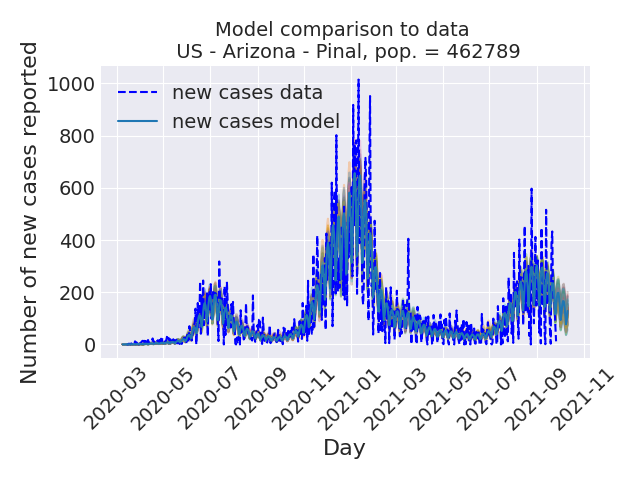 Model comparison to data
US - Arizona - Pinal, pop. = 462789
Number of new cases reported
1000
800
600
400
200
0
new cases data
new cases model
2020-03
2020-05
2020-07
2020-09
2020-11
2021-01
2021-03
2021-05
2021-07
2021-09
2021-11
Day